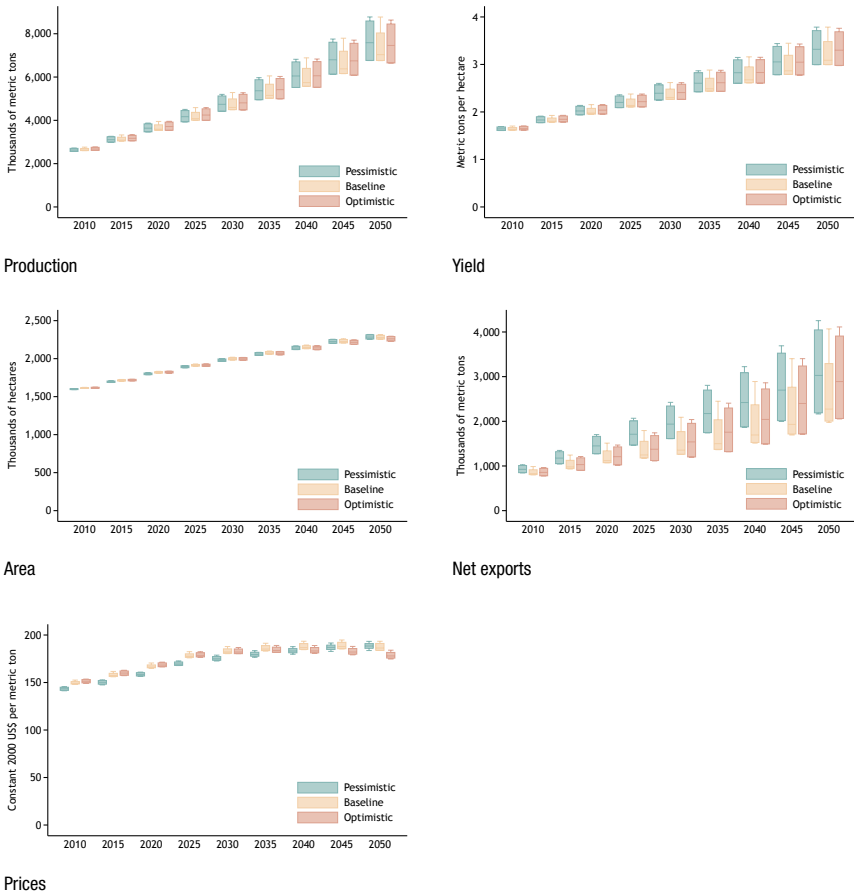 Thousands of metric tons
8,000
6,000
4,000
2,000
0
Pessimistic
Baseline
Optimistic
2010 2015 2020 2025 2030 2035 2040 2045 2050
Production
Metric tons per hectare
4
3
2
1
0
Pessimistic
Baseline
Optimistic
2010 2015 2020 2025 2030 2035 2040 2045 2050
Yield
Thousands of hectares
2,500
2,000
1,500
1,000
500
0
Pessimistic
Baseline
Optimistic
2010 2015 2020 2025 2030 2035 2040 2045 2050
Area
Thousands of metric tons
4,000
3,000
2,000
1,000
0
Pessimistic
Baseline
Optimistic
2010 2015 2020 2025 2030 2035 2040 2045 2050
Net exports
Constant 2000 US$ per metric ton
200
150
100
50
0
Pessimistic
Baseline
Optimistic
2010 2015 2020 2025 2030 2035 2040 2045 2050
Prices